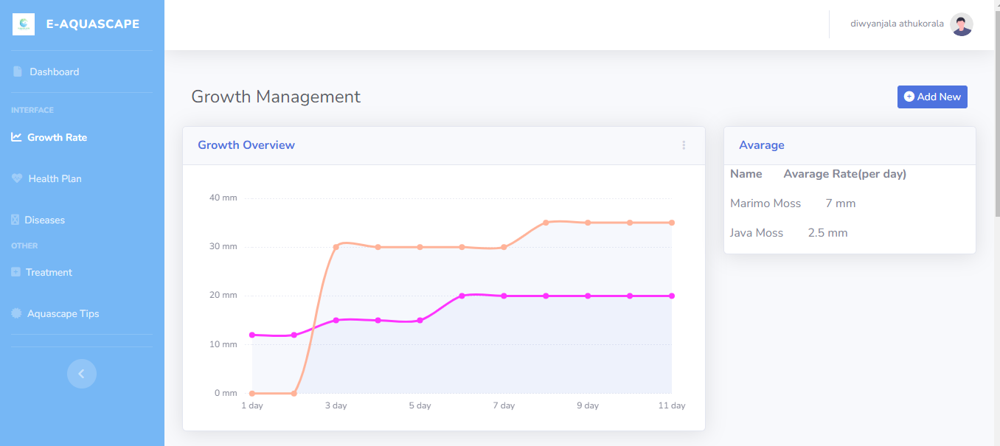 E-AQUASCAPE
diwyanjala athukorala
Dashboard
INTERFACE
Growth Rate
Health Plan
Diseases
OTHER
Treatment
Aquascape Tips
Growth Management
Add New
Growth Overview
40 mm
30 mm
20 mm
10 mm
0 mm
1 day 3 day 5 day 7 day 9 day 11 day
Avarage
Name Avarage Rate(per day)
Marimo Moss 7 mm
Java Moss 2.5 mm